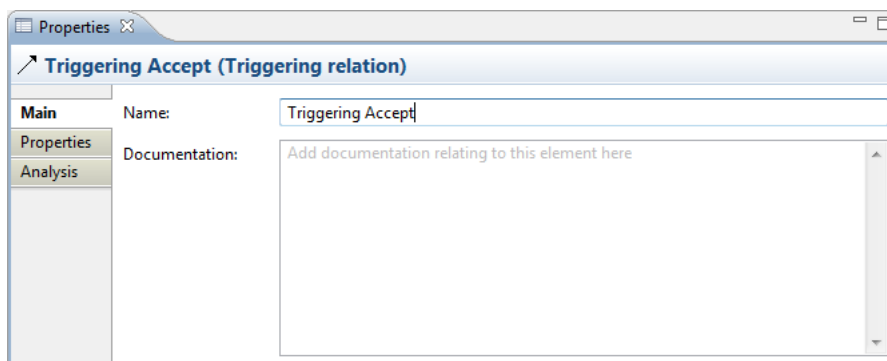 Properties
Triggering Accept (Triggering relation)
Main
Name:
Triggering Accept
Properties
Documentation:
Add documentation relating to this element here
Analysis